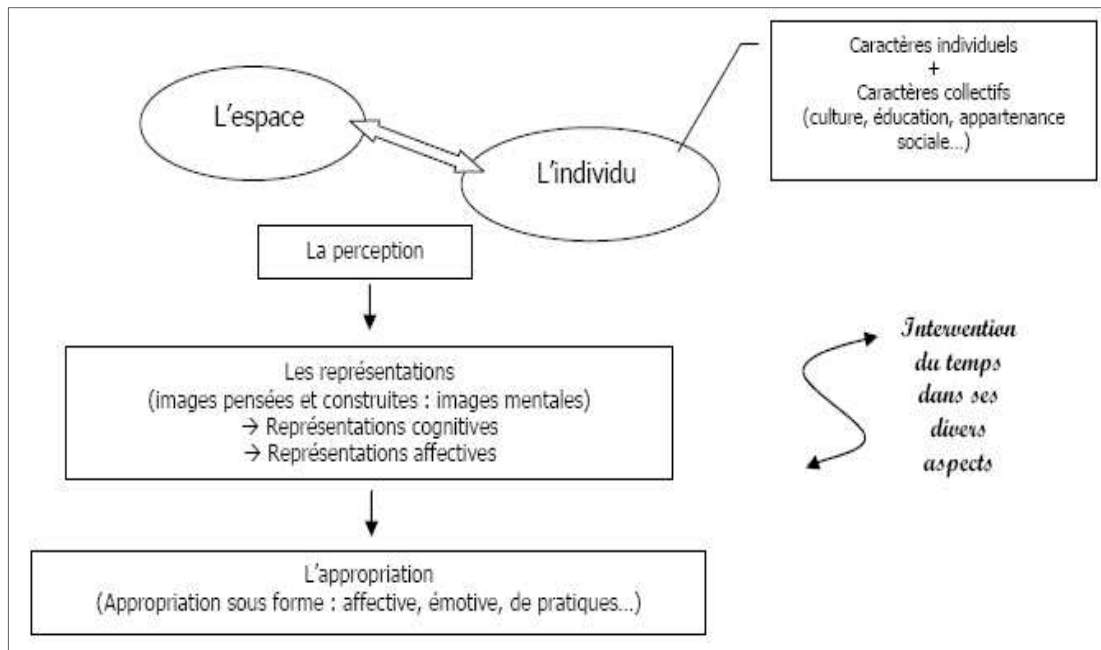 Caractères individuels
+
Caractères collectifs
(culture, éducation, appartenance
sociale…)
L'espace
L'individu
La perception
Les représentations
(images pensées et construites : images mentales)
→ Représentations cognitives
→ Représentations affectives
Intervention
du temps
dans ses
divers
aspects
L'appropriation
(Appropriation sous forme : affective, émotive, de pratiques…)